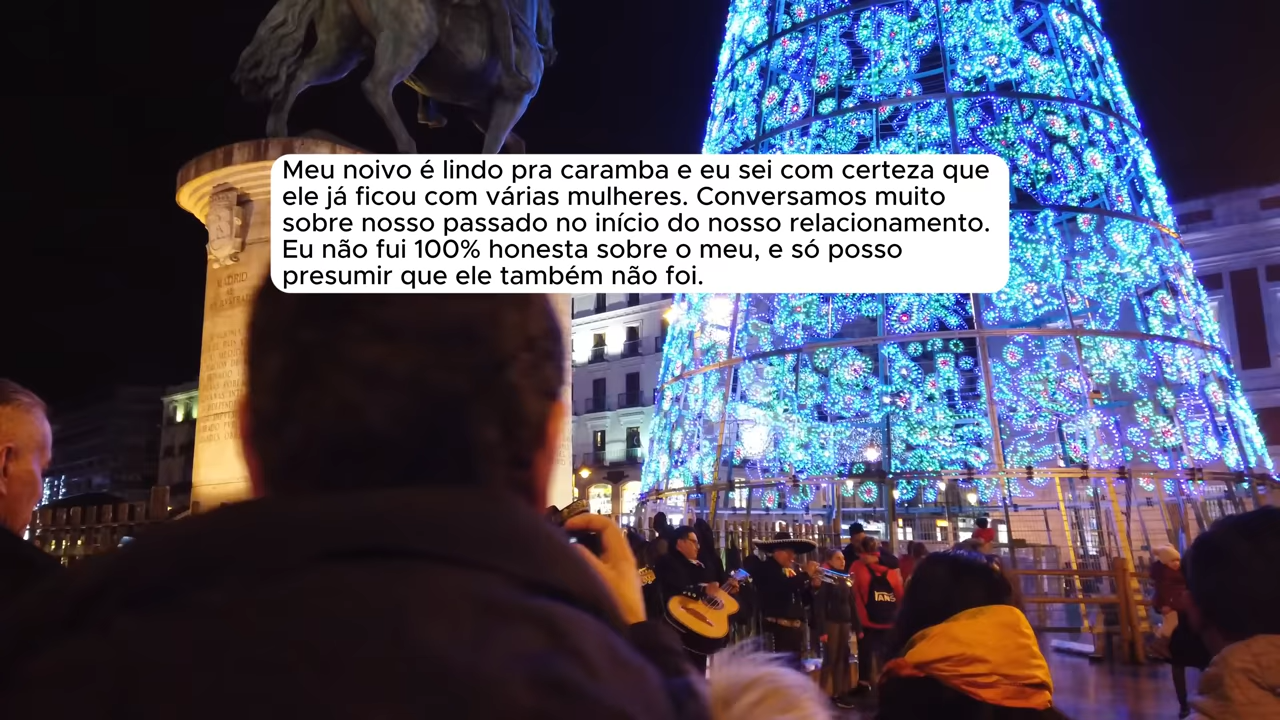 Meu noivo é lindo pra caramba e eu sei com certeza que
ele já ficou com várias mulheres. Conversamos muito
sobre nosso passado no início do nosso relacionamento.
Eu não fui 100% honesta sobre o meu, e só posso
presumir que ele também não foi.
MADRID
VANS